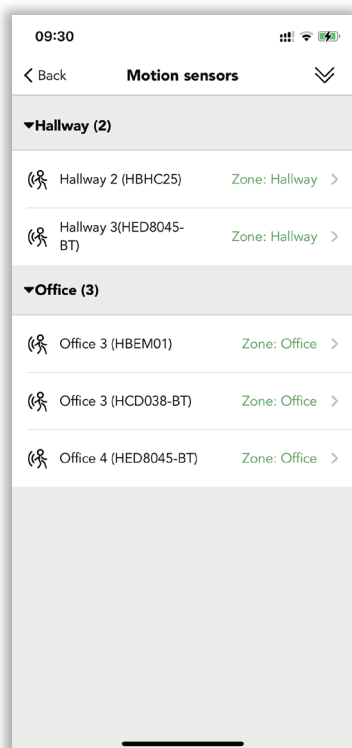 09:30
Back Motion sensors
Hallway (2)
Hallway 2 (HBHC25) Zone: Hallway
Hallway 3(HED8045-
BT) Zone: Hallway
Office (3)
Office 3 (HBEM01) Zone: Office
Office 3 (HCD038-BT) Zone: Office
Office 4 (HED8045-BT) Zone: Office